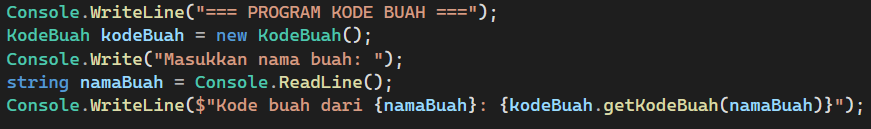 Console.WriteLine("=== PROGRAM KODE BUAH ===");
KodeBuah kodeBuah = new KodeBuah();
Console.Write("Masukkan nama buah: ");
string namaBuah = Console.ReadLine();
Console.WriteLine($"Kode buah dari {namaBuah}: {kodeBuah.getKodeBuah(namaBuah)}");